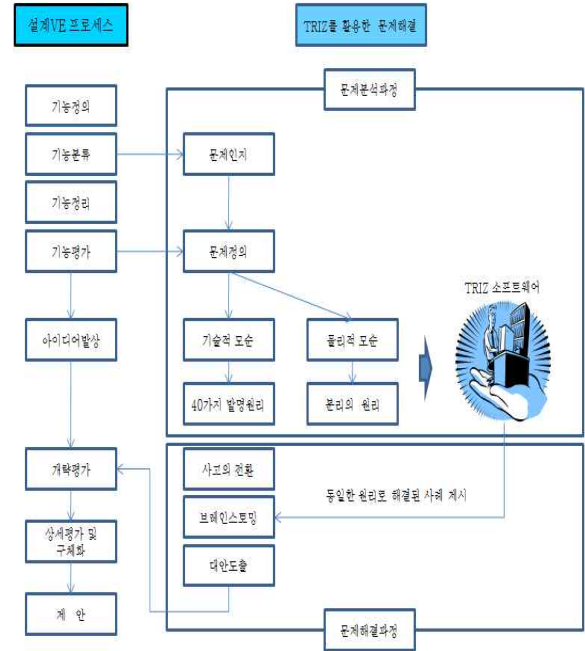 설계VE 프로세스
TRIZ를 활용한 문제해결
문제분석과정
기능정의
기능분류
문제인지
기능정리
기능평가
문제정의
TRIZ 소프트웨어
아이디어발상
기술적 모순
물리적 모순
40가지 발명원리
분리의 원리
개략평가
사고의 전환
동일한 원리로 해결된 사례 제시
브레인스토밍
상세평가 및
구체화
대안도출
제 안
문제해결과정